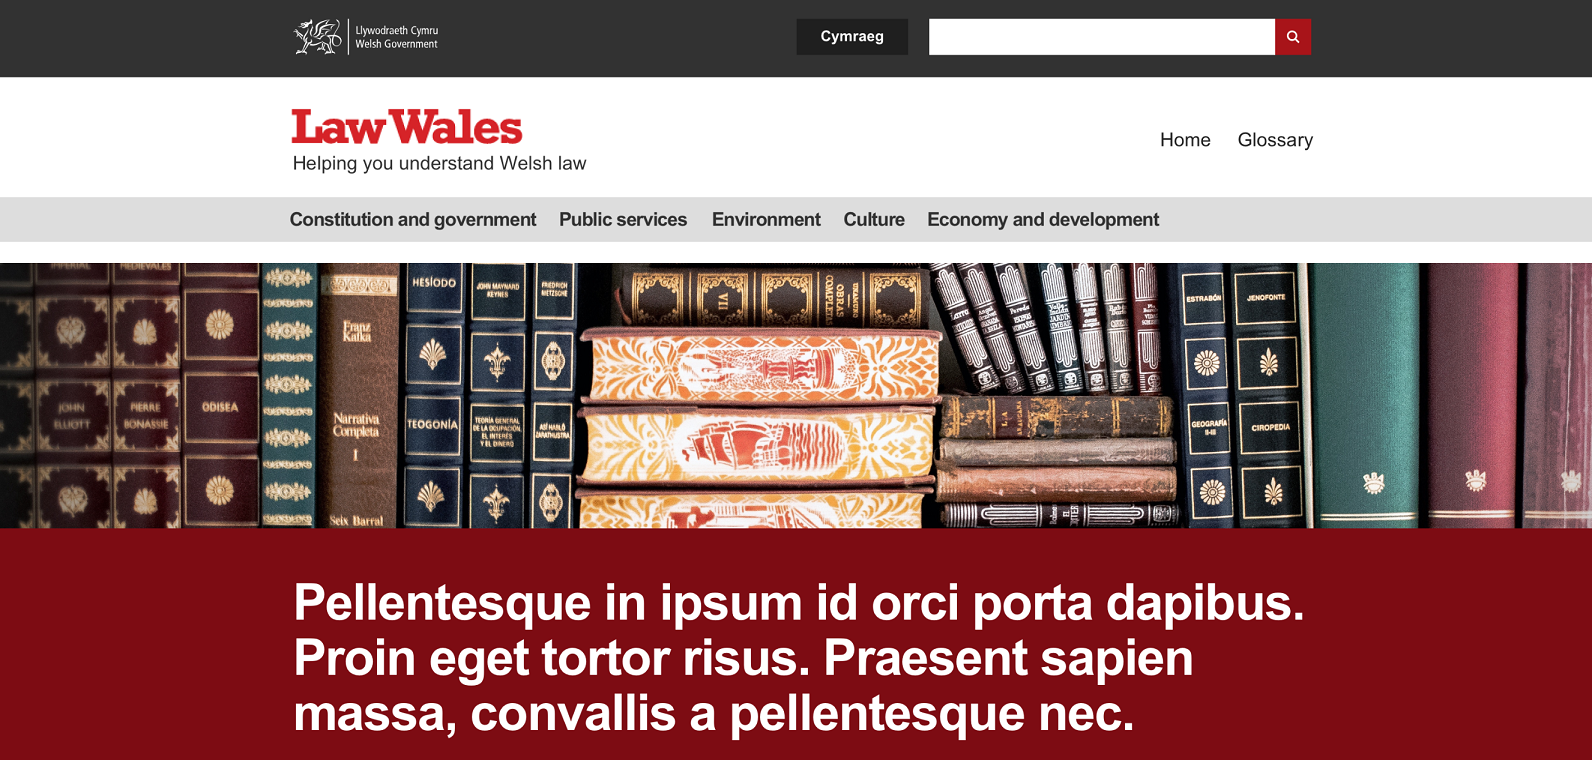 Llywodraeth Cymru
Welsh Government
Cymraeg
Law Wales
Helping you understand Welsh law
Home Glossary
Constitution and government Public services Environment Culture Economy and development
IMPERIAL
MEDIEVALES
JOHN
ELLIOTT
PIERRE
BONASSIE
ODISEA
Franz
Kafka
Narrativa
Completa
I
Seix Barral
HESÍODO
TEOGONÍA
JOHN MAYNARD
KEYNES
TEORÍA GENERAL
DE LA OCUPACIÓN,
EL INTERÉS
Y EL DINERO
FRIEDRICH
NIETZSCHE
ASÍ HABLÓ
ZARATHUSTRA
VII
OBRAS
COMPLETAS
ESTRABÓN
GEOGRAFÍA
II-III
JENOFONTE
CIROPEDIA
Pellentesque in ipsum id orci porta dapibus.
Proin eget tortor risus. Praesent sapien
massa, convallis a pellentesque nec.